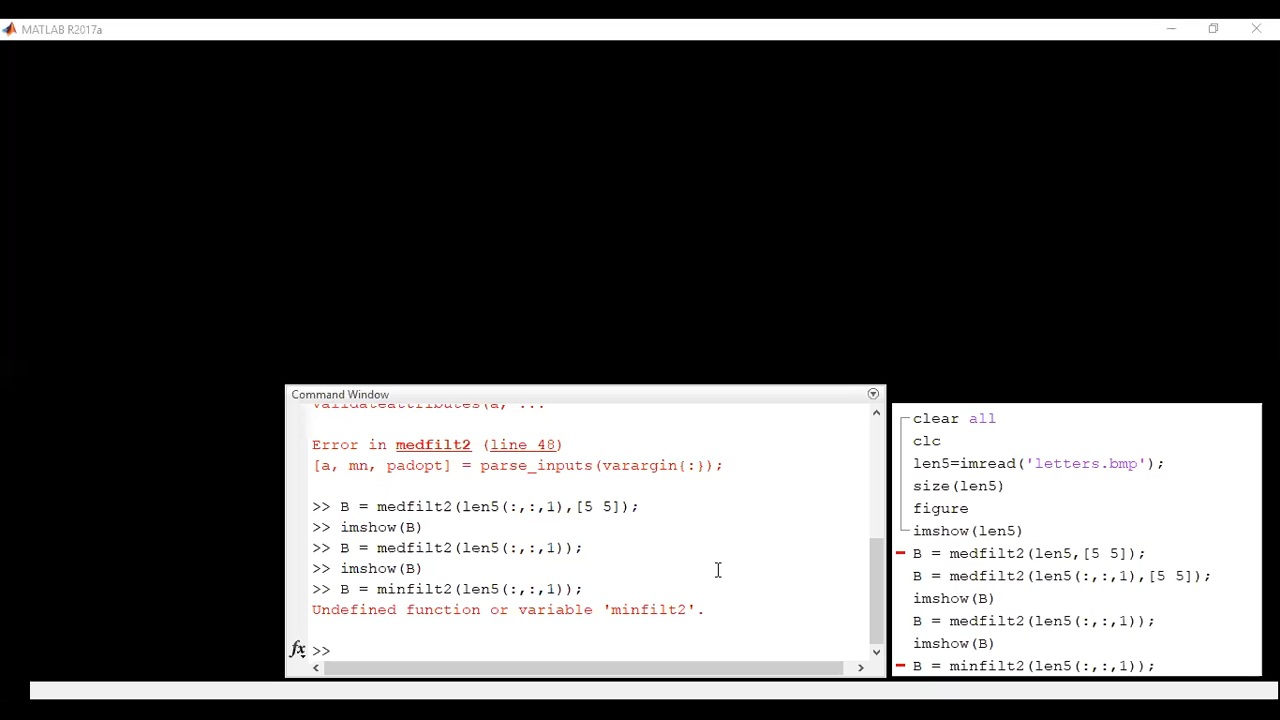 MATLAB R2017a
Command Window
validateattributes(a, ...
Error in medfilt2 (line 48)
[a, mn, padopt] = parse_inputs(varargin{:});
>> B = medfilt2(len5(:,:,1),[5 5]);
>> imshow(B)
>> B = medfilt2(len5(:,:,1));
>> imshow(B)
>> B = minfilt2(len5(:,:,1));
Undefined function or variable 'minfilt2'.
fx >>
clear all
clc
len5=imread('letters.bmp');
size(len5)
figure
imshow(len5)
B = medfilt2(len5,[5 5]);
B = medfilt2(len5(:,:,1),[5 5]);
imshow(B)
B = medfilt2(len5(:,:,1));
imshow(B)
B = minfilt2(len5(:,:,1));